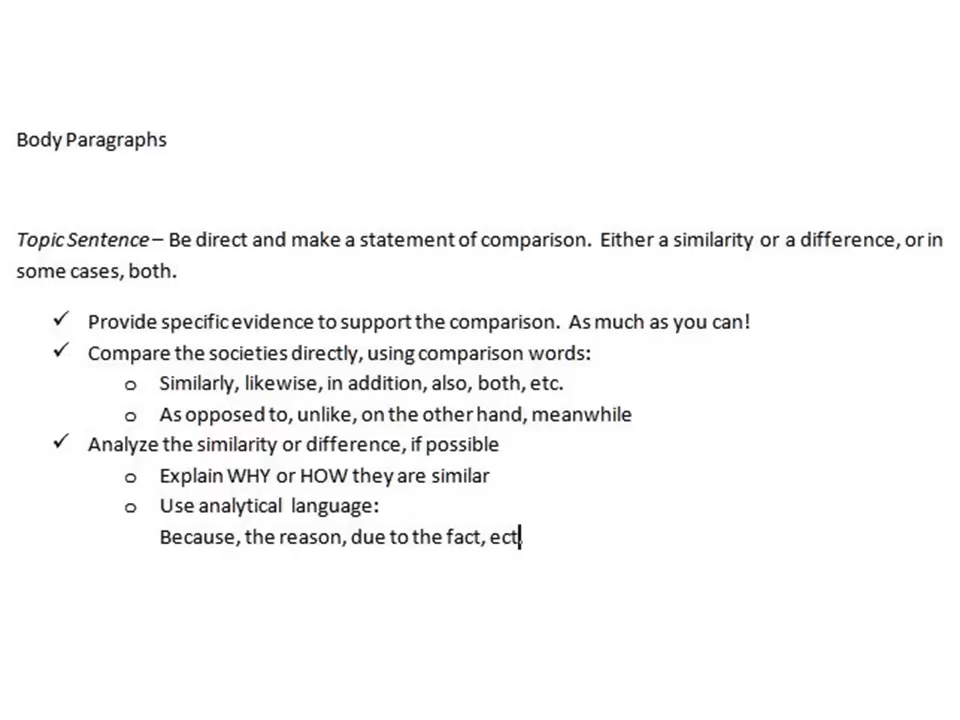 Body Paragraphs
Topic Sentence – Be direct and make a statement of comparison. Either a similarity or a difference, or in
some cases, both.
✓ Provide specific evidence to support the comparison. As much as you can!
✓ Compare the societies directly, using comparison words:
o Similarly, likewise, in addition, also, both, etc.
o As opposed to, unlike, on the other hand, meanwhile
✓ Analyze the similarity or difference, if possible
o Explain WHY or HOW they are similar
o Use analytical language:
Because, the reason, due to the fact, ect